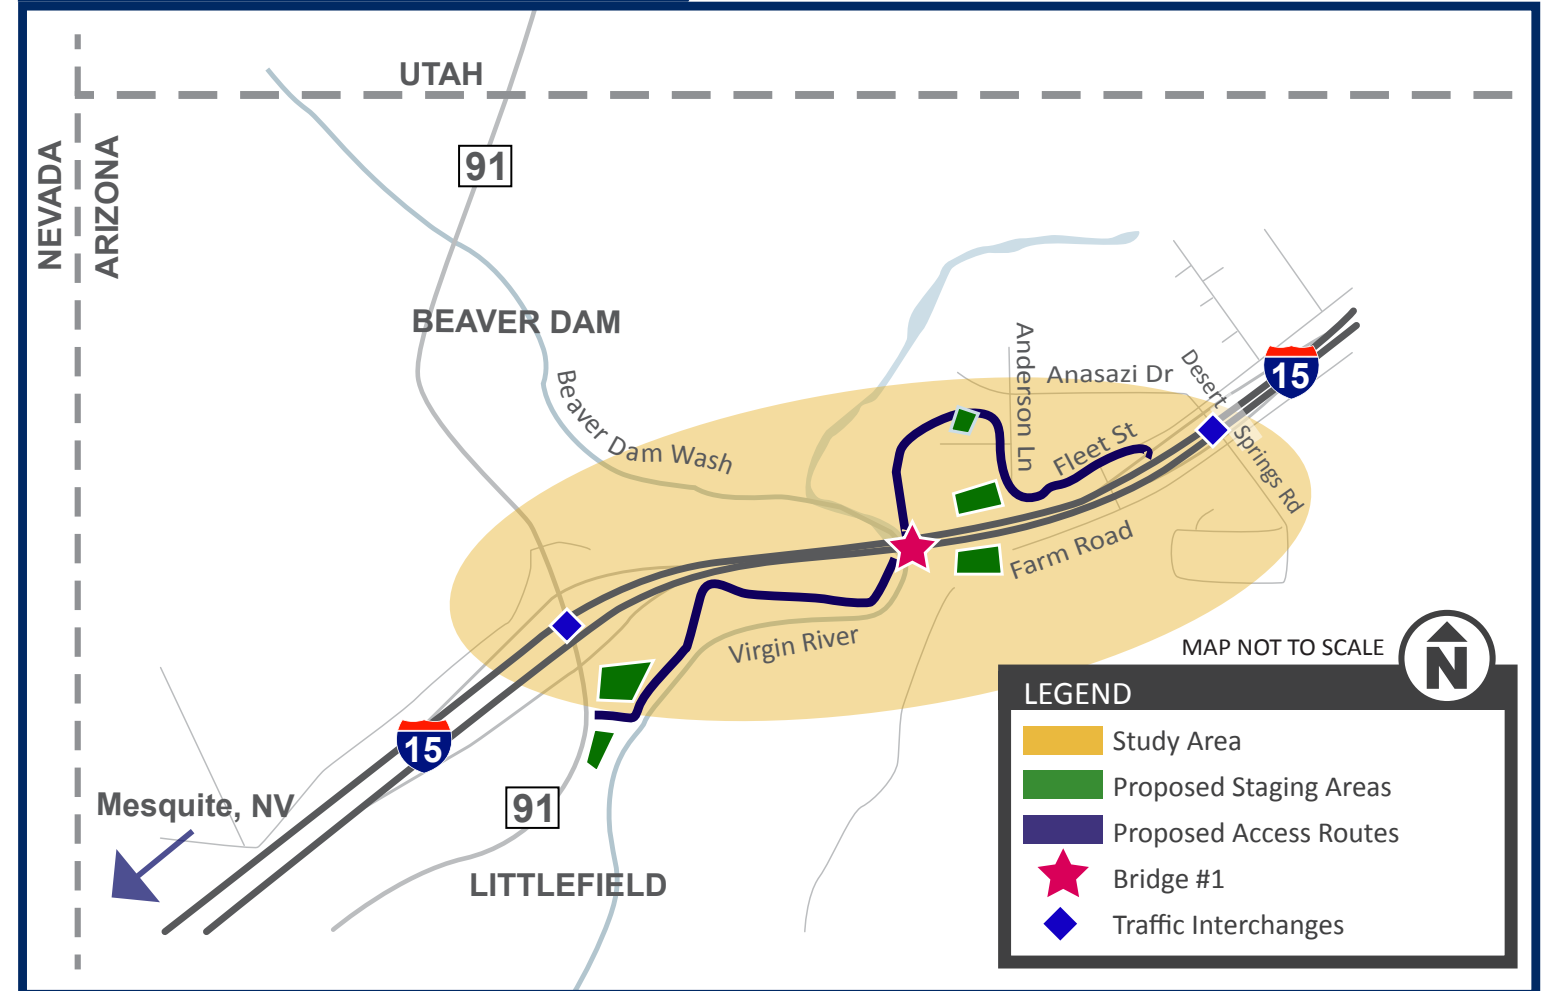 UTAH
NEVADA
ARIZONA
91
BEAVER DAM
Beaver Dam Wash
Anderson Ln
Anasazi Dr
Desert Springs Rd
15
Fleet St
Farm Road
Virgin River
15
91
Mesquite, NV
LITTLEFIELD
MAP NOT TO SCALE
N
LEGEND
Study Area
Proposed Staging Areas
Proposed Access Routes
Bridge #1
Traffic Interchanges